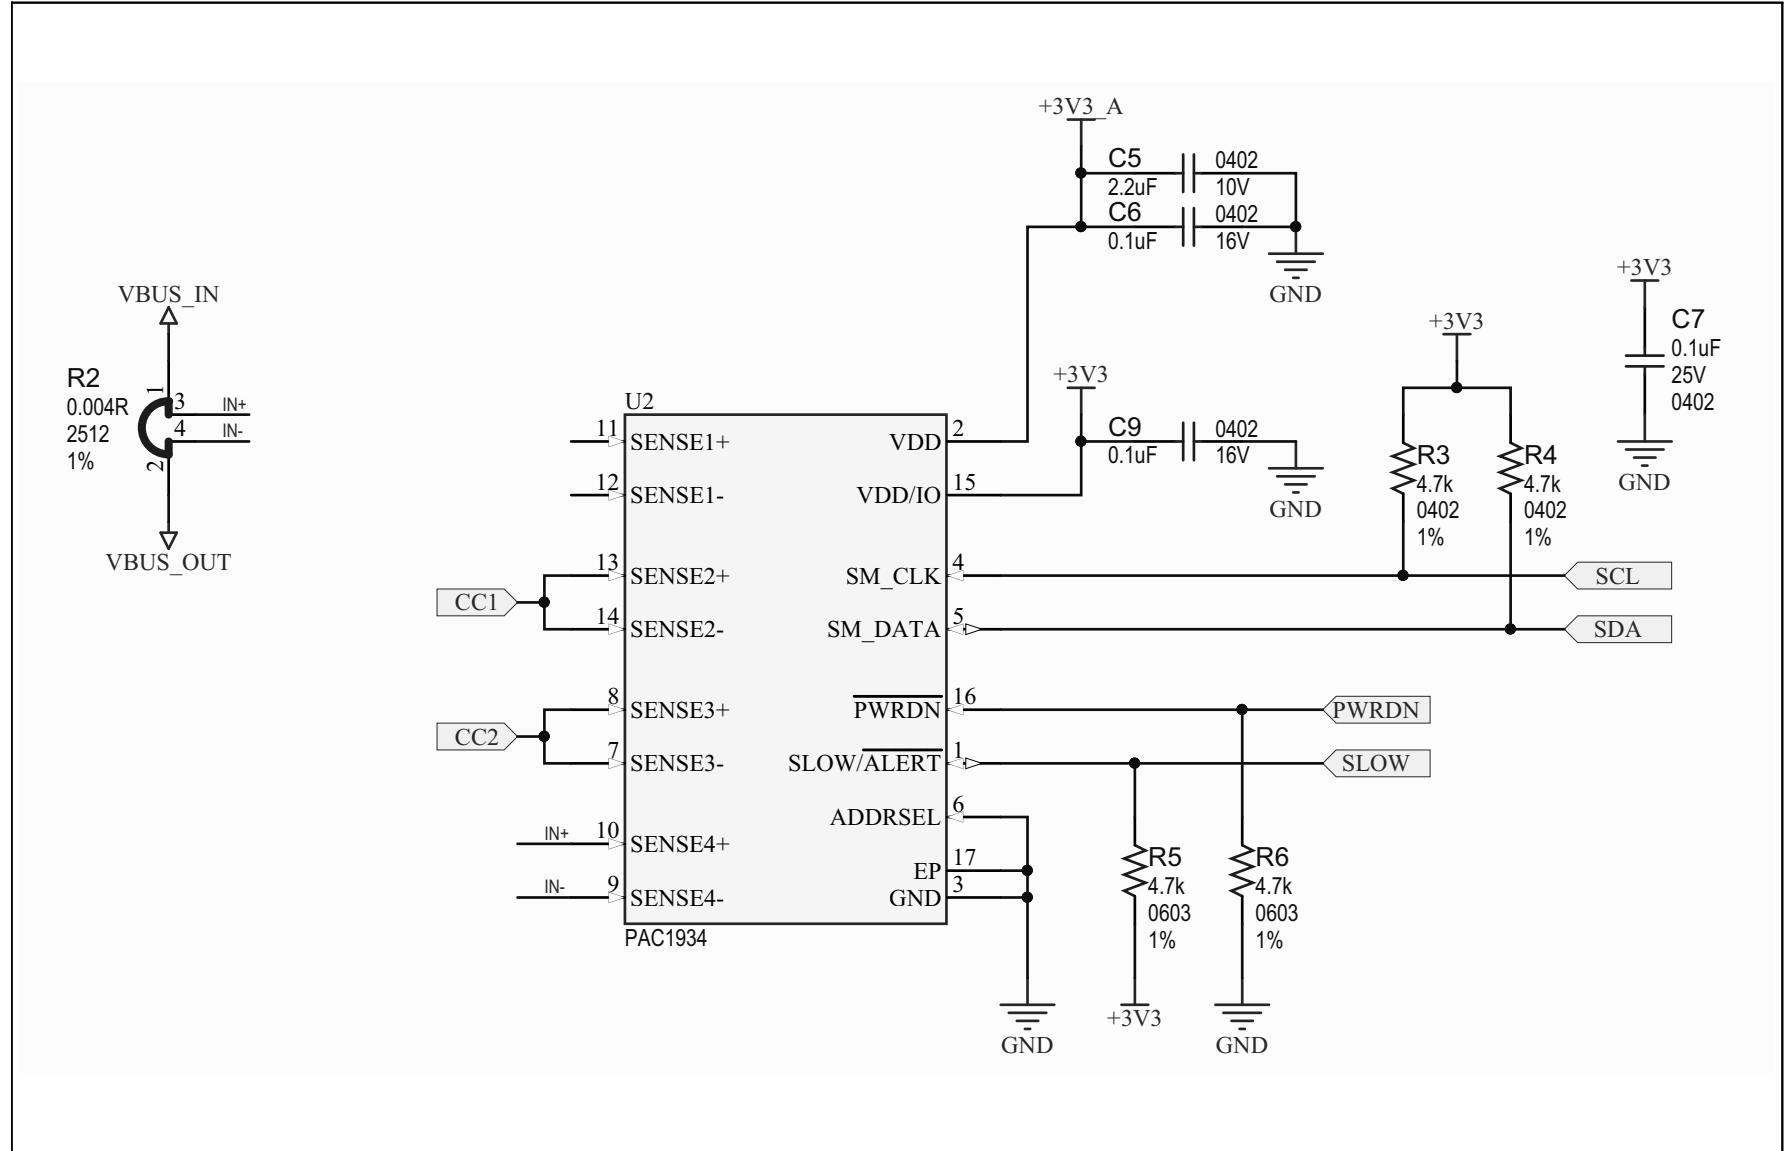 +3V3_A
C5
2.2uF
0402
10V
C6
0.1uF
0402
16V
GND
VBUS_IN
R2
0.004R
2512
1%
1
3
IN+
4
IN-
2
VBUS_OUT
+3V3
C9
0.1uF
0402
16V
GND
+3V3
R3
4.7k
0402
1%
R4
4.7k
0402
1%
+3V3
C7
0.1uF
25V
0402
GND
U2
11 SENSE1+
12 SENSE1-
CC1
13 SENSE2+
14 SENSE2-
CC2
8 SENSE3+
7 SENSE3-
IN+ 10 SENSE4+
IN- 9 SENSE4-
VDD 2
VDD/IO 15
SM_CLK 4 SCL
SM_DATA 5 SDA
PWRDN 16 PWRDN
SLOW/ALERT 1 SLOW
ADDRSEL 6
EP 17
GND 3
PAC1934
GND
R5
4.7k
0603
1%
+3V3
R6
4.7k
0603
1%
GND